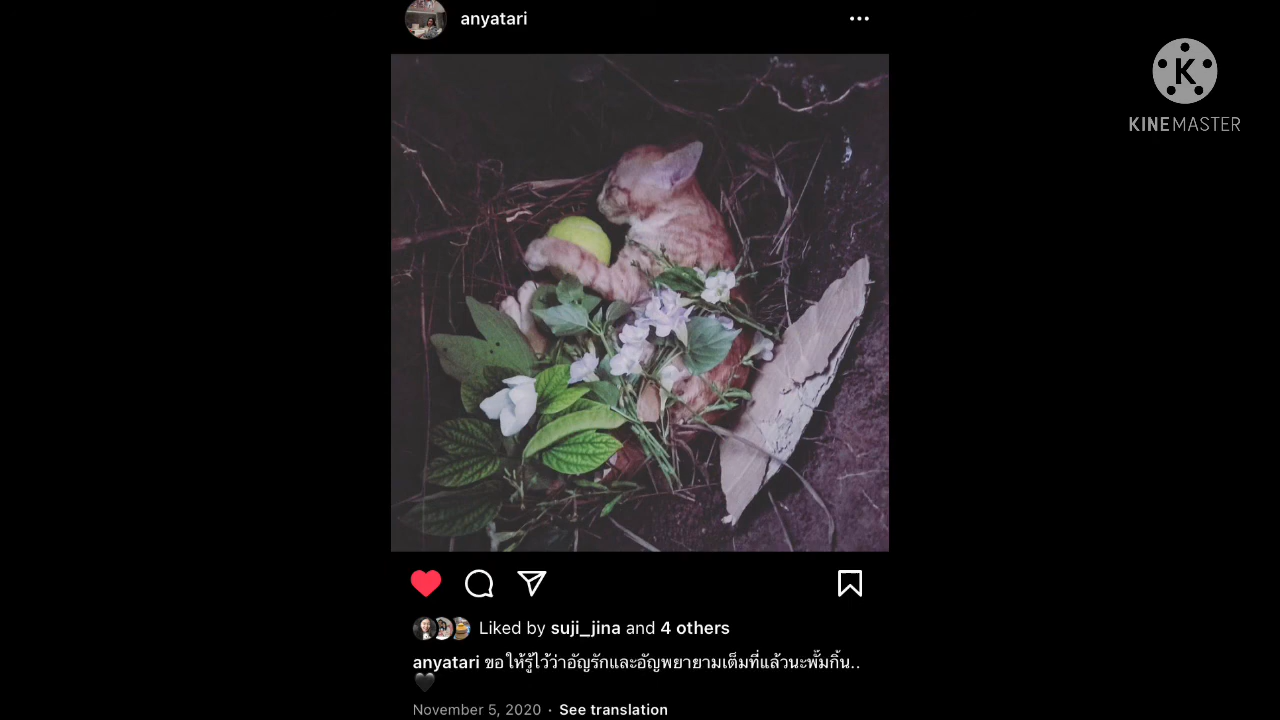 anyatari
K
KINEMASTER
Liked by suji_jina and 4 others
anyatari ขอให้รู้ไว้ว่าอัญรักและอัญพยายามเต็มที่แล้วนะพั๊มกิ้น..
🖤
November 5, 2020 · See translation